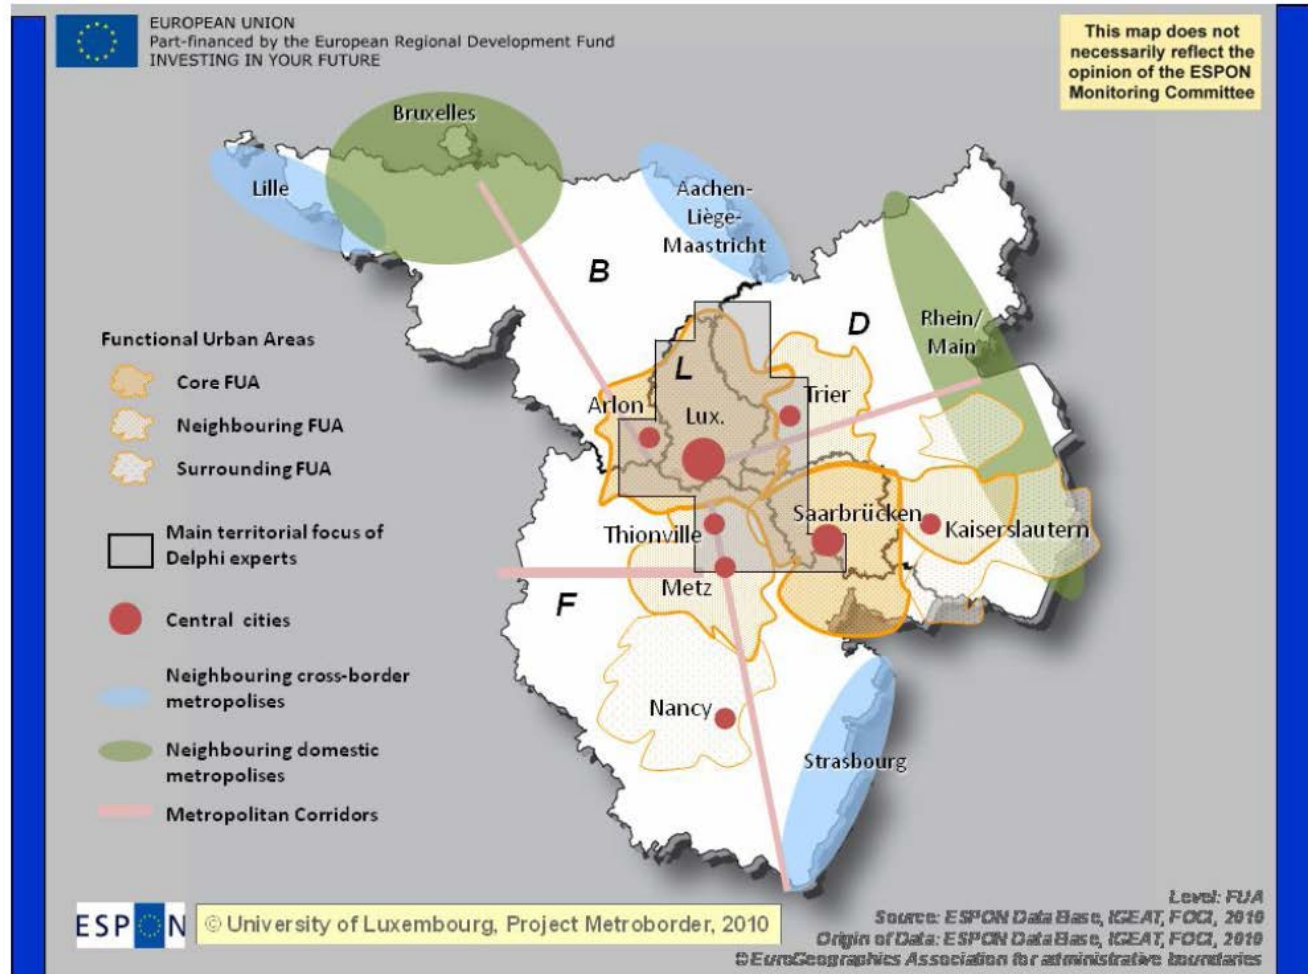 EUROPEAN UNION
Part-financed by the European Regional Development Fund
INVESTING IN YOUR FUTURE
This map does not
necessarily reflect the
opinion of the ESPON
Monitoring Committee
Bruxelles
Lille
Aachen-
Liège-
Maastricht
B
D
Rhein/
Main
Functional Urban Areas
Core FUA
Neighbouring FUA
Surrounding FUA
Main territorial focus of
Delphi experts
Central cities
Neighbouring cross-border
metropolises
Neighbouring domestic
metropolises
Metropolitan Corridors
L
Arlon
Lux.
Trier
Thionville
Saarbrücken
Kaiserslautern
Metz
F
Nancy
Strasbourg
ESPON
© University of Luxembourg, Project Metroborder, 2010
Level: FUA
Source: ESPON Data Base, IGEAT, FOCI, 2010
Origin of Data: ESPON Data Base, IGEAT, FOCI, 2010
©EuroGeographics Association for administrative boundaries